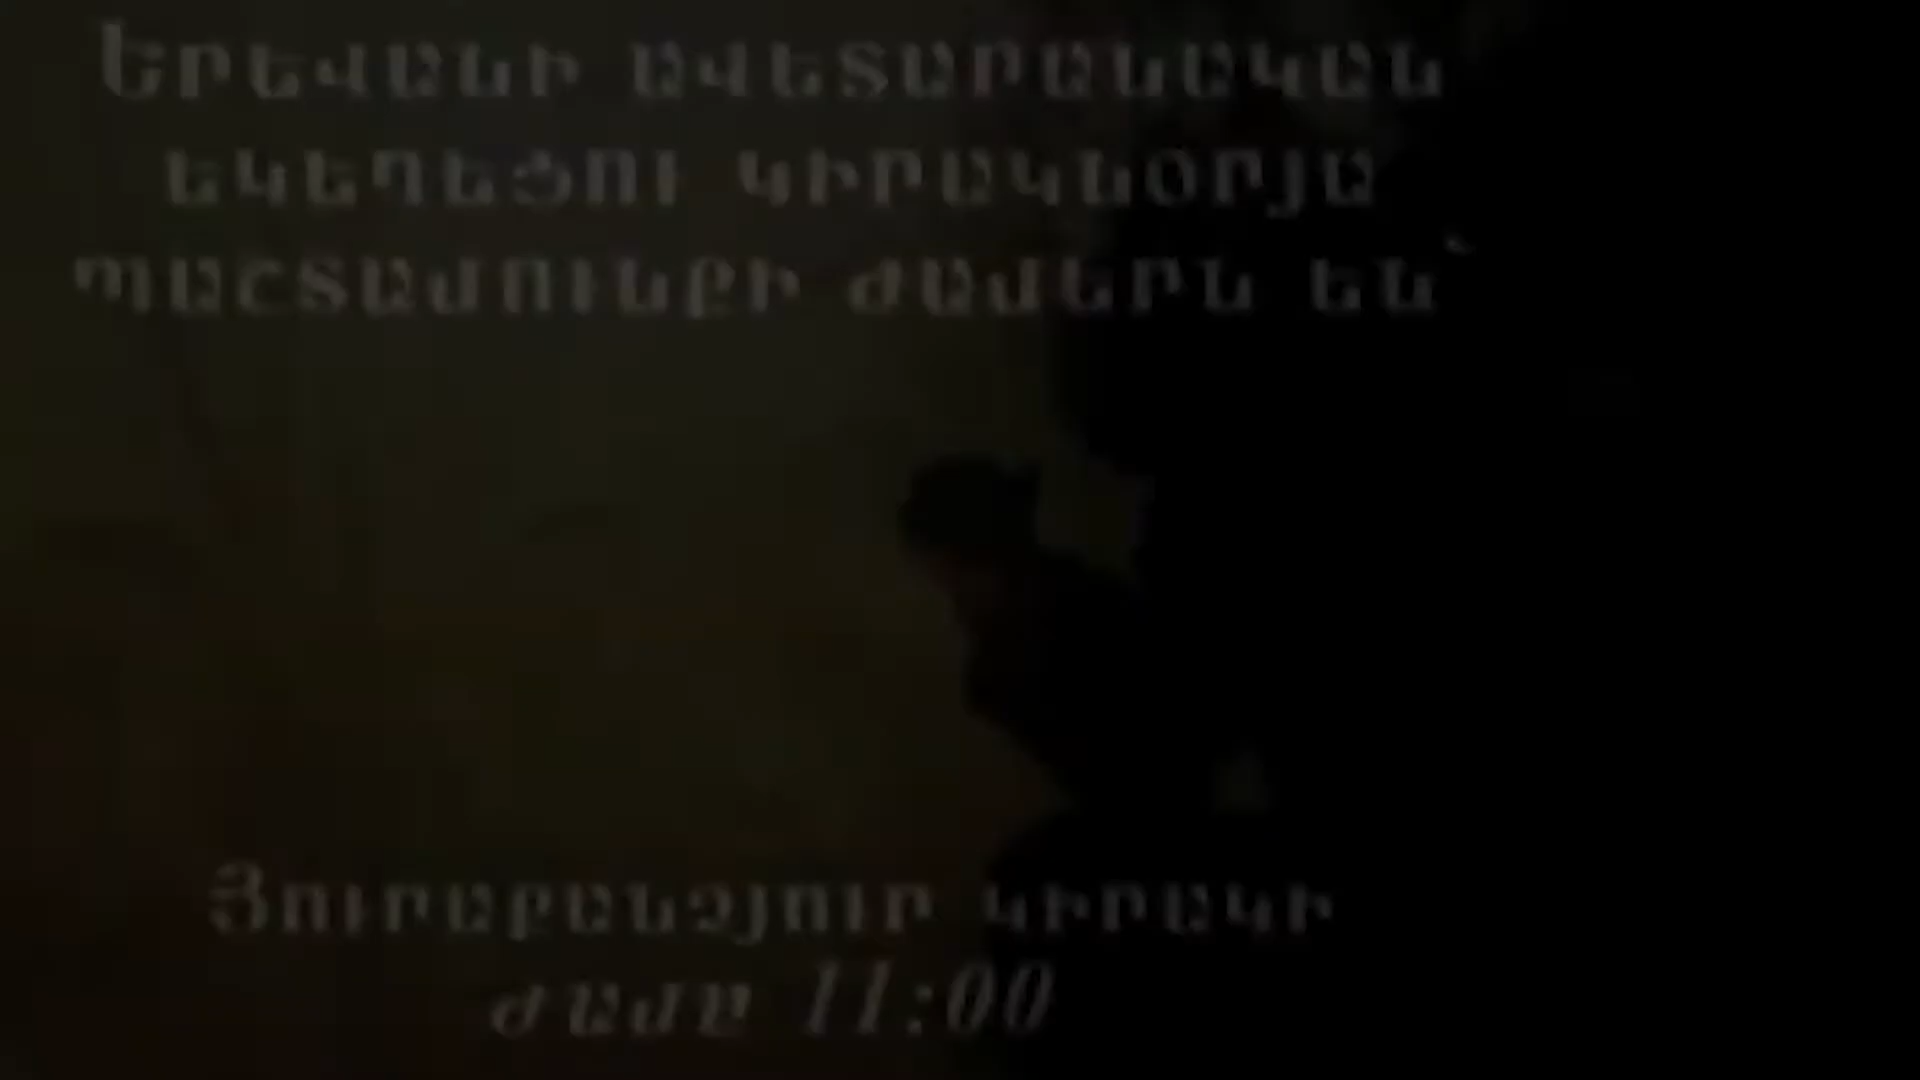 Երեվանի ավետարանական
եկեղեցու կիրակնօրյա
պաշտամունքի ժամերն են՝
Յուրաքանչյուր կիրակի
ժամը 11:00